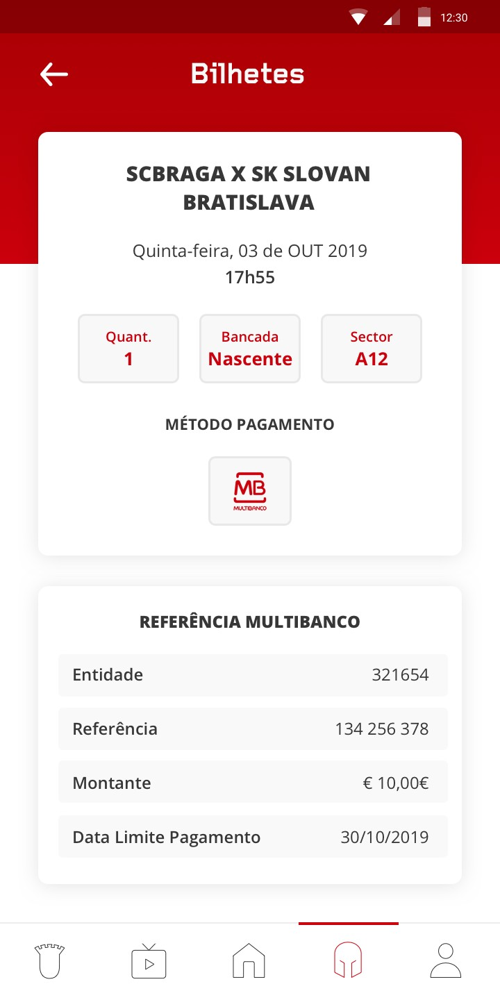 12:30
Bilhetes
SCBRAGA X SK SLOVAN
BRATISLAVA
Quinta-feira, 03 de OUT 2019
17h55
Quant.
1
Bancada
Nascente
Sector
A12
MÉTODO PAGAMENTO
MB
MULTIBANCO
REFERÊNCIA MULTIBANCO
Entidade 321654
Referência 134 256 378
Montante € 10,00€
Data Limite Pagamento 30/10/2019